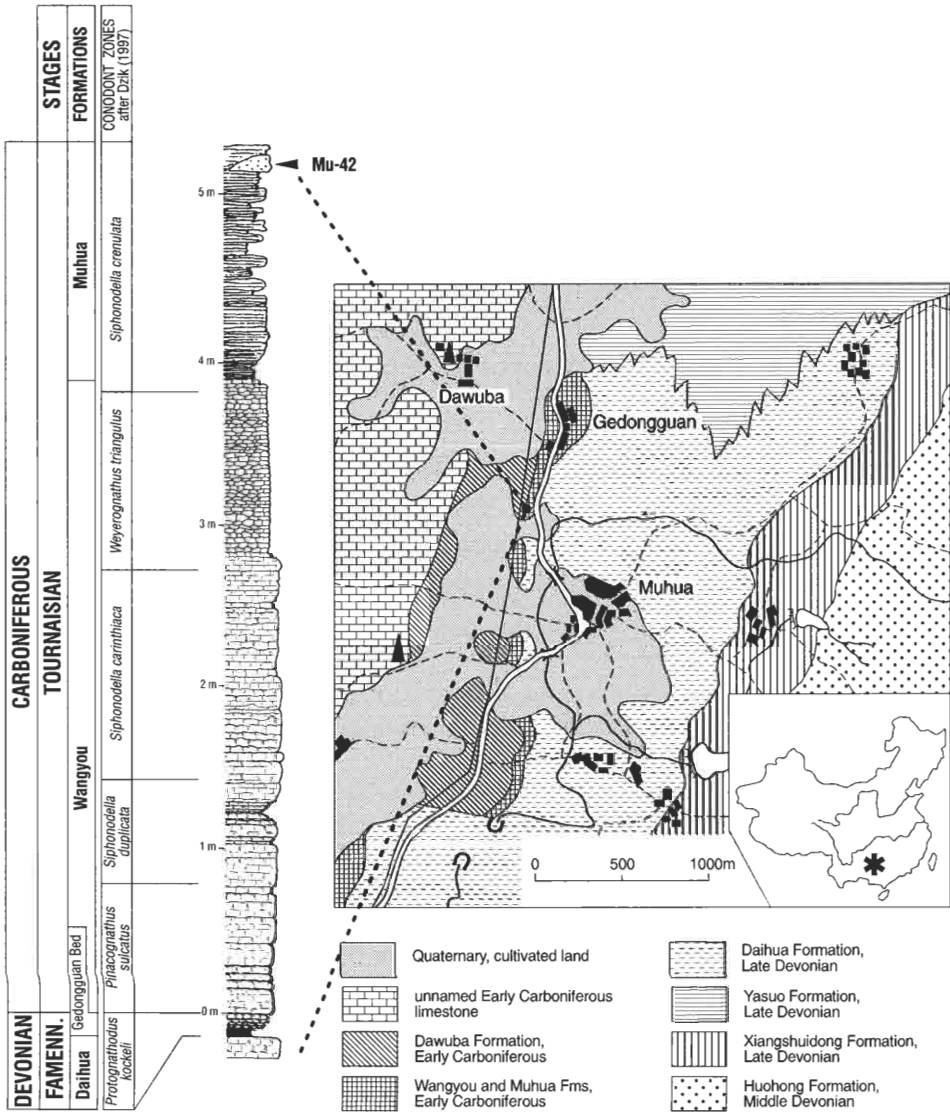 STAGES
FORMATIONS
CONODONT ZONES
after Dzik (1997)
CARBONIFEROUS
DEVONIAN
TOURNAISIAN
FAMENN.
Muhua
Wangyou
Gedongguan Bed
Daihua
Siphonodella crenulata
Weyerognathus triangulus
Siphonodella carinthiaca
Siphonodella
duplicata
Pinacognathus
sulcatus
Protognathodus
kockeli
5 m
4 m
3 m
2 m
1 m
0 m
Mu-42
Dawuba
Gedongguan
Muhua
0 500 1000m
Quaternary, cultivated land
unnamed Early Carboniferous
limestone
Dawuba Formation,
Early Carboniferous
Wangyou and Muhua Fms,
Early Carboniferous
Daihua Formation,
Late Devonian
Yasuo Formation,
Late Devonian
Xiangshuidong Formation,
Late Devonian
Huohong Formation,
Middle Devonian